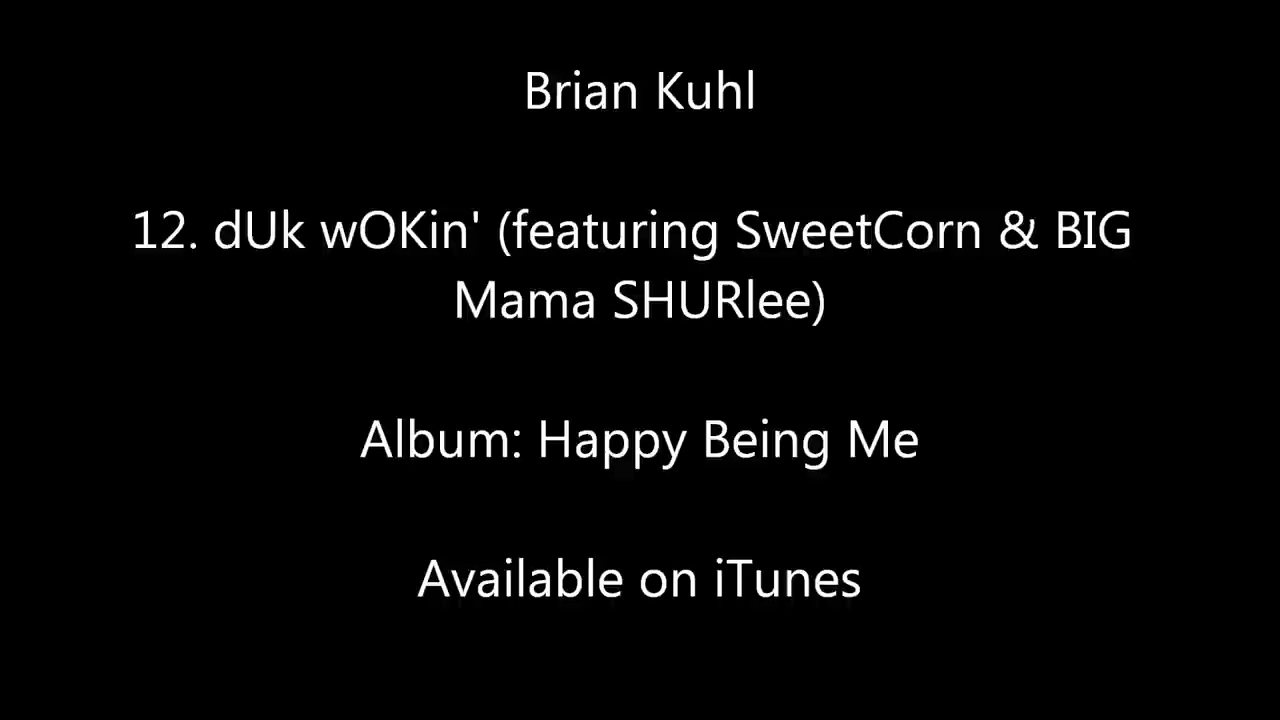 Brian Kuhl
12. dUk wOKin' (featuring SweetCorn & BIG
Mama SHURlee)
Album: Happy Being Me
Available on iTunes